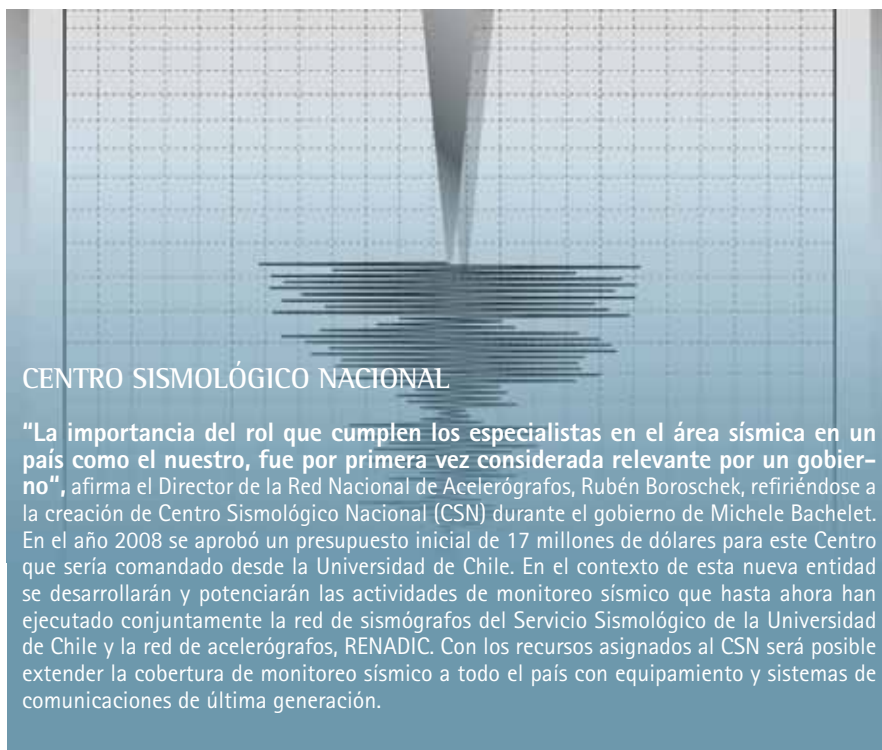 CENTRO SISMOLÓGICO NACIONAL
"La importancia del rol que cumplen los especialistas en el área sísmica en un
país como el nuestro, fue por primera vez considerada relevante por un gobier-
no", afirma el Director de la Red Nacional de Acelerógrafos, Rubén Boroschek, refiriéndose a
la creación de Centro Sismológico Nacional (CSN) durante el gobierno de Michele Bachelet.
En el año 2008 se aprobó un presupuesto inicial de 17 millones de dólares para este Centro
que sería comandado desde la Universidad de Chile. En el contexto de esta nueva entidad
se desarrollarán y potenciarán las actividades de monitoreo sísmico que hasta ahora han
ejecutado conjuntamente la red de sismógrafos del Servicio Sismológico de la Universidad
de Chile y la red de acelerógrafos, RENADIC. Con los recursos asignados al CSN será posible
extender la cobertura de monitoreo sísmico a todo el país con equipamiento y sistemas de
comunicaciones de última generación.